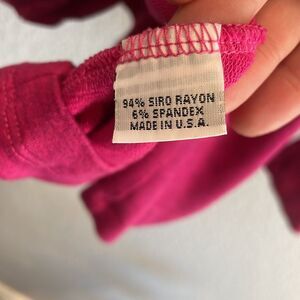 94% SIRO RAYON
6% SPANDEX
MADE IN U.S.A.